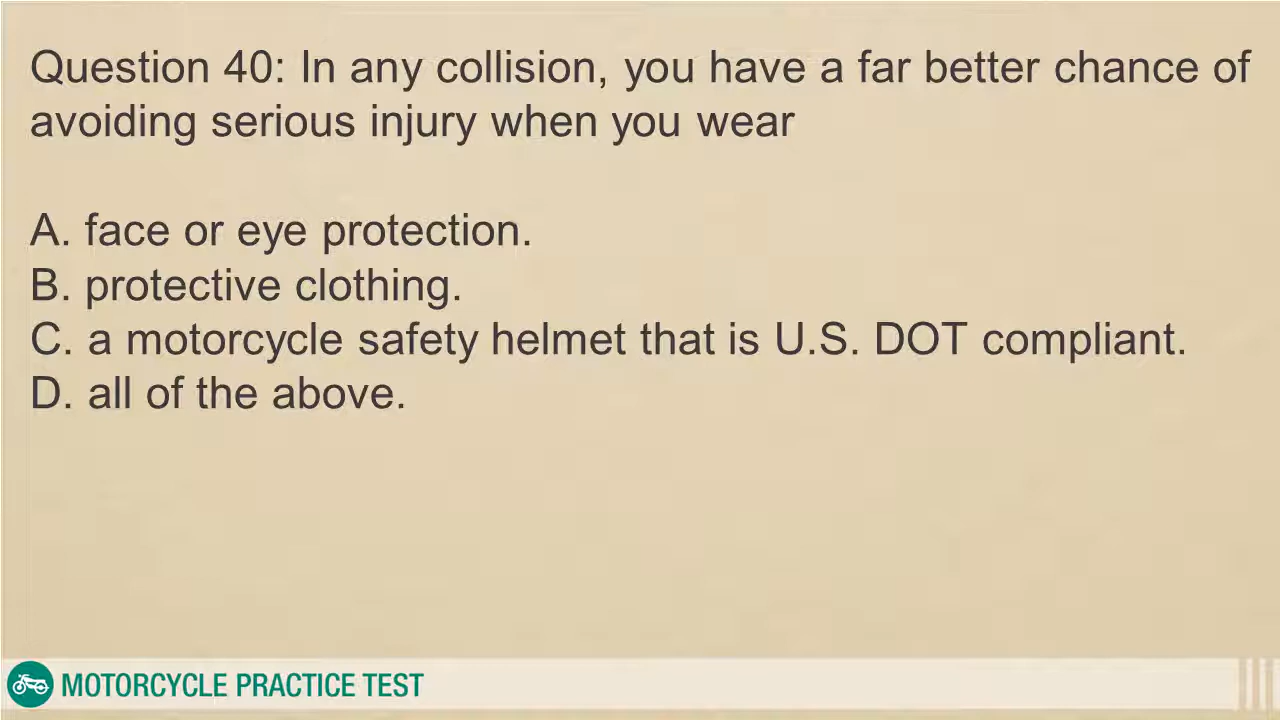 Question 40: In any collision, you have a far better chance of
avoiding serious injury when you wear
A. face or eye protection.
B. protective clothing.
C. a motorcycle safety helmet that is U.S. DOT compliant.
D. all of the above.
MOTORCYCLE PRACTICE TEST